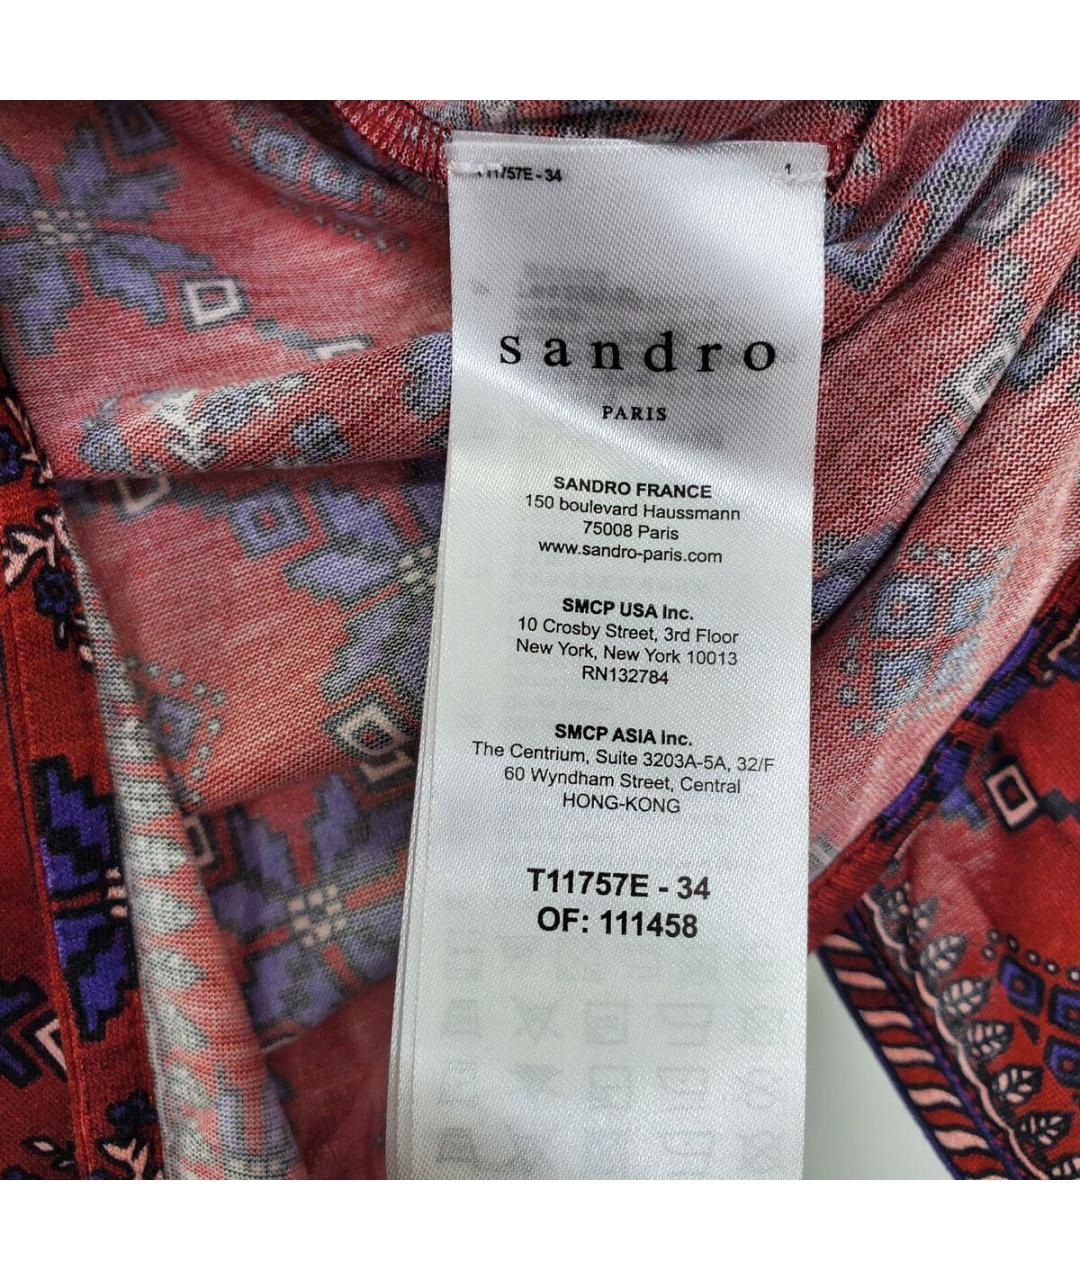 T11757E - 34
1
sandro
PARIS
SANDRO FRANCE
150 boulevard Haussmann
75008 Paris
www.sandro-paris.com
SMCP USA Inc.
10 Crosby Street, 3rd Floor
New York, New York 10013
RN132784
SMCP ASIA Inc.
The Centrium, Suite 3203A-5A, 32/F
60 Wyndham Street, Central
HONG-KONG
T11757E - 34
OF: 111458